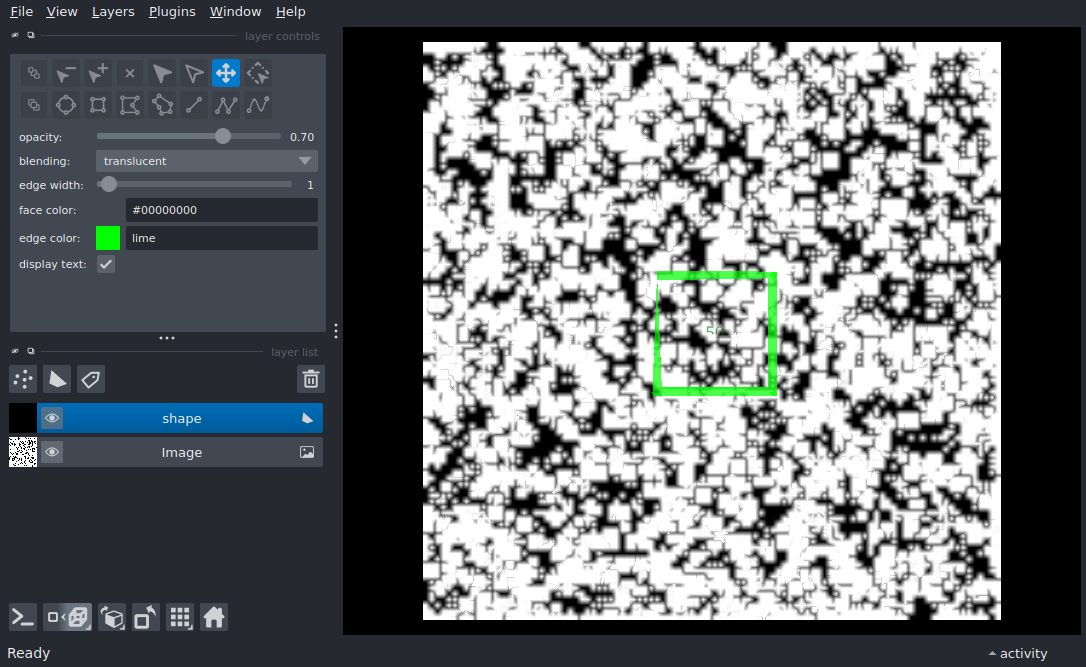 File View Layers Plugins Window Help
layer controls
opacity: 0.70
blending: translucent
edge width: 1
face color: #00000000
edge color: lime
display text:
layer list
shape
Image
Ready
activity